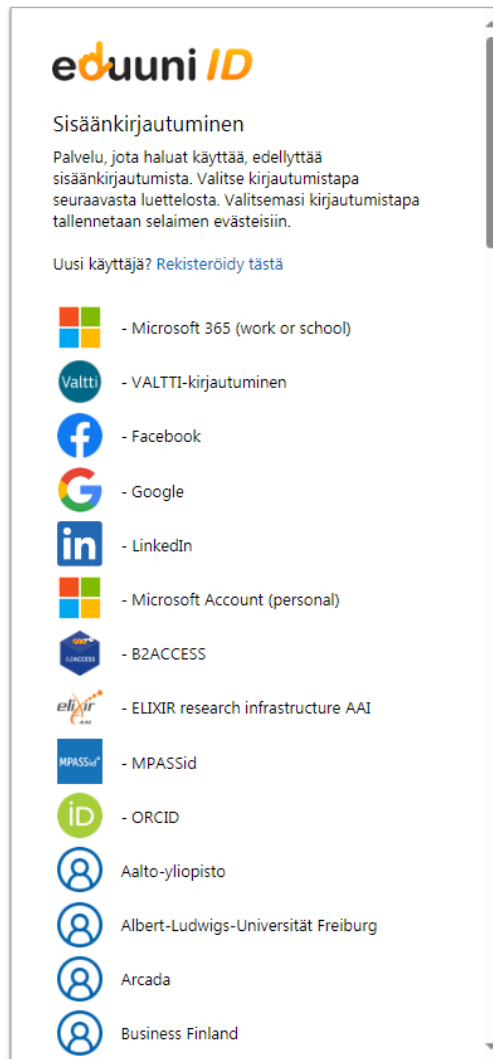 eduuni ID
Sisäänkirjautuminen
Palvelu, jota haluat käyttää, edellyttää
sisäänkirjautumista. Valitse kirjautumistapa
seuraavasta luettelosta. Valitsemasi kirjautumistapa
tallennetaan selaimen evästeisiin.
Uusi käyttäjä? Rekisteröidy tästä
- Microsoft 365 (work or school)
Valtti - VALTTI-kirjautuminen
- Facebook
G - Google
in - LinkedIn
- Microsoft Account (personal)
B2ACCESS - B2ACCESS
elixir AAI - ELIXIR research infrastructure AAI
MPASSid - MPASSid
iD - ORCID
Aalto-yliopisto
Albert-Ludwigs-Universität Freiburg
Arcada
Business Finland